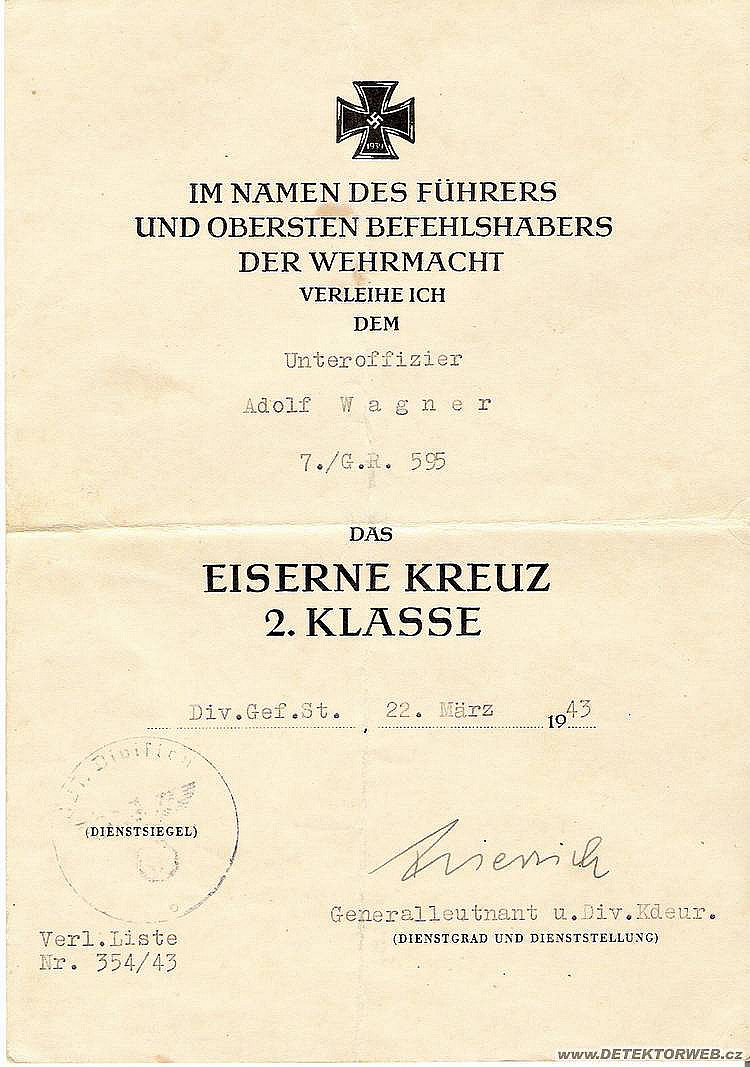 1939
IM NAMEN DES FÜHRERS
UND OBERSTEN BEFEHLSHABERS
DER WEHRMACHT
VERLEIHE ICH
DEM
Unteroffizier
Adolf W a g n e r
7./G.R. 595
DAS
EISERNE KREUZ
2. KLASSE
Div.Gef.St. , 22. März 1943
Division
(DIENSTSIEGEL)
Generalleutnant u.Div.Kdeur.
(DIENSTGRAD UND DIENSTSTELLUNG)
Verl.Liste
Nr. 354/43
www.DETEKTORWEB.cz